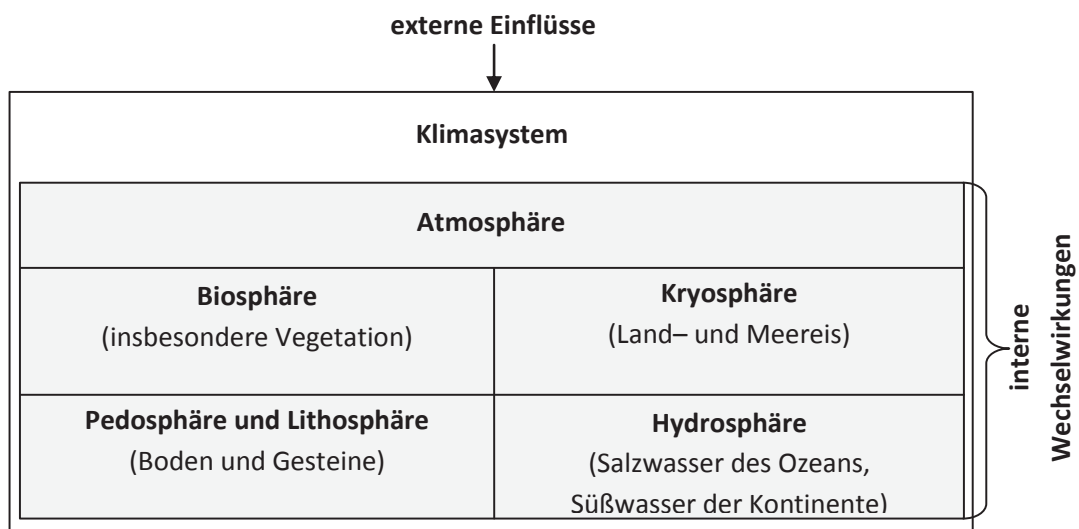 externe Einflüsse
Klimasystem
Atmosphäre
Biosphäre
(insbesondere Vegetation)
Kryosphäre
(Land– und Meereis)
Pedosphäre und Lithosphäre
(Boden und Gesteine)
Hydrosphäre
(Salzwasser des Ozeans,
Süßwasser der Kontinente)
interne
Wechselwirkungen